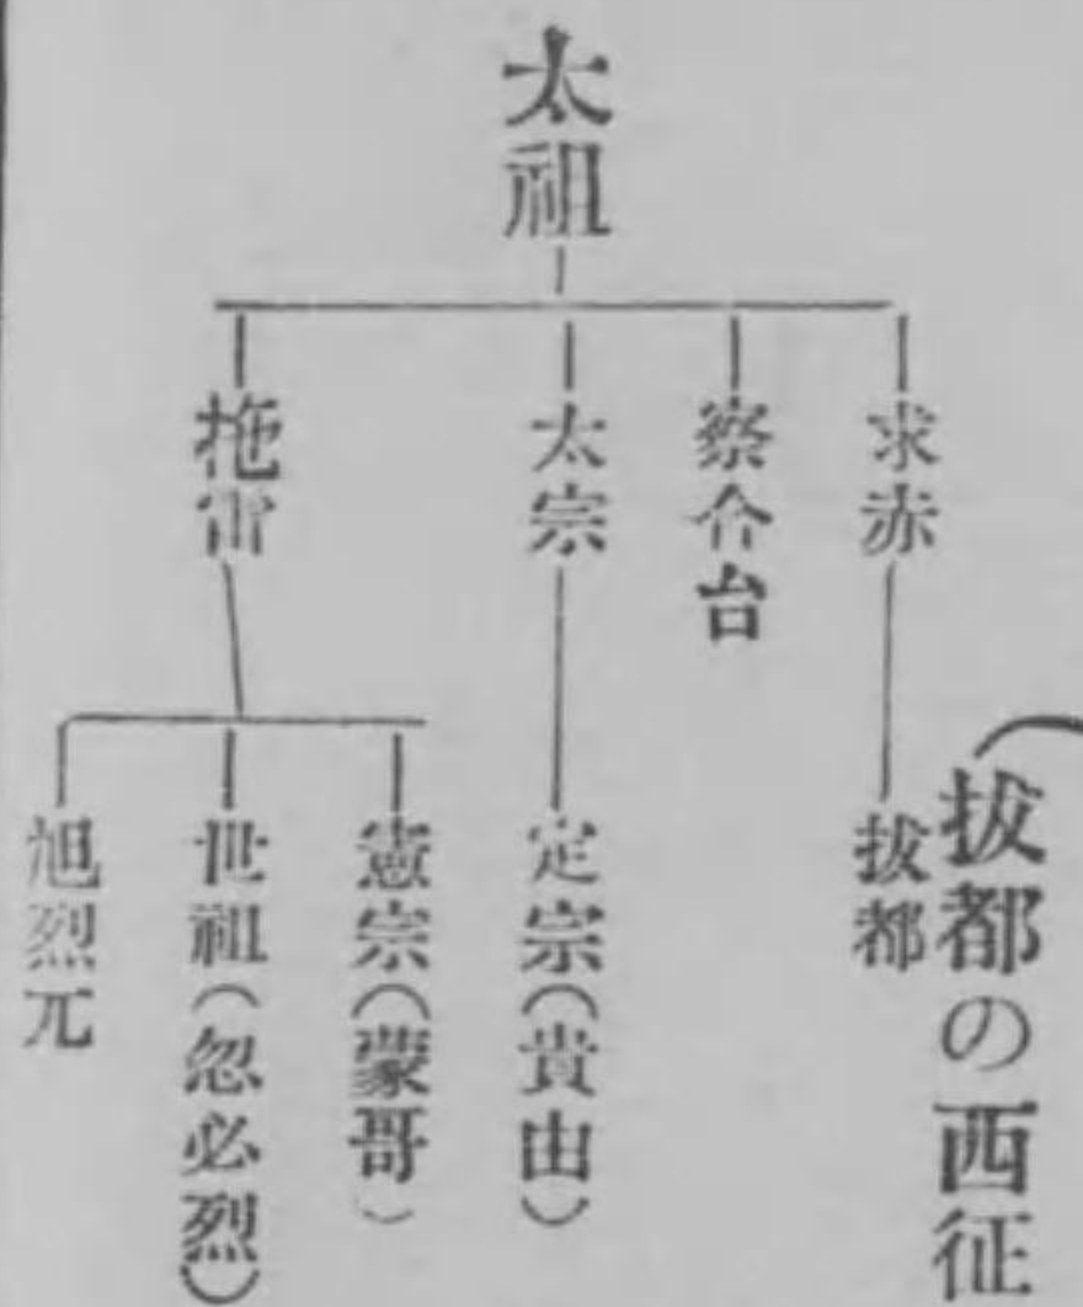 拔都の西征
太祖
求赤
察合台
太宗
拖雷
拔都
定宗(貴由)
憲宗(蒙哥)
世祖(忽必烈)
旭烈兀